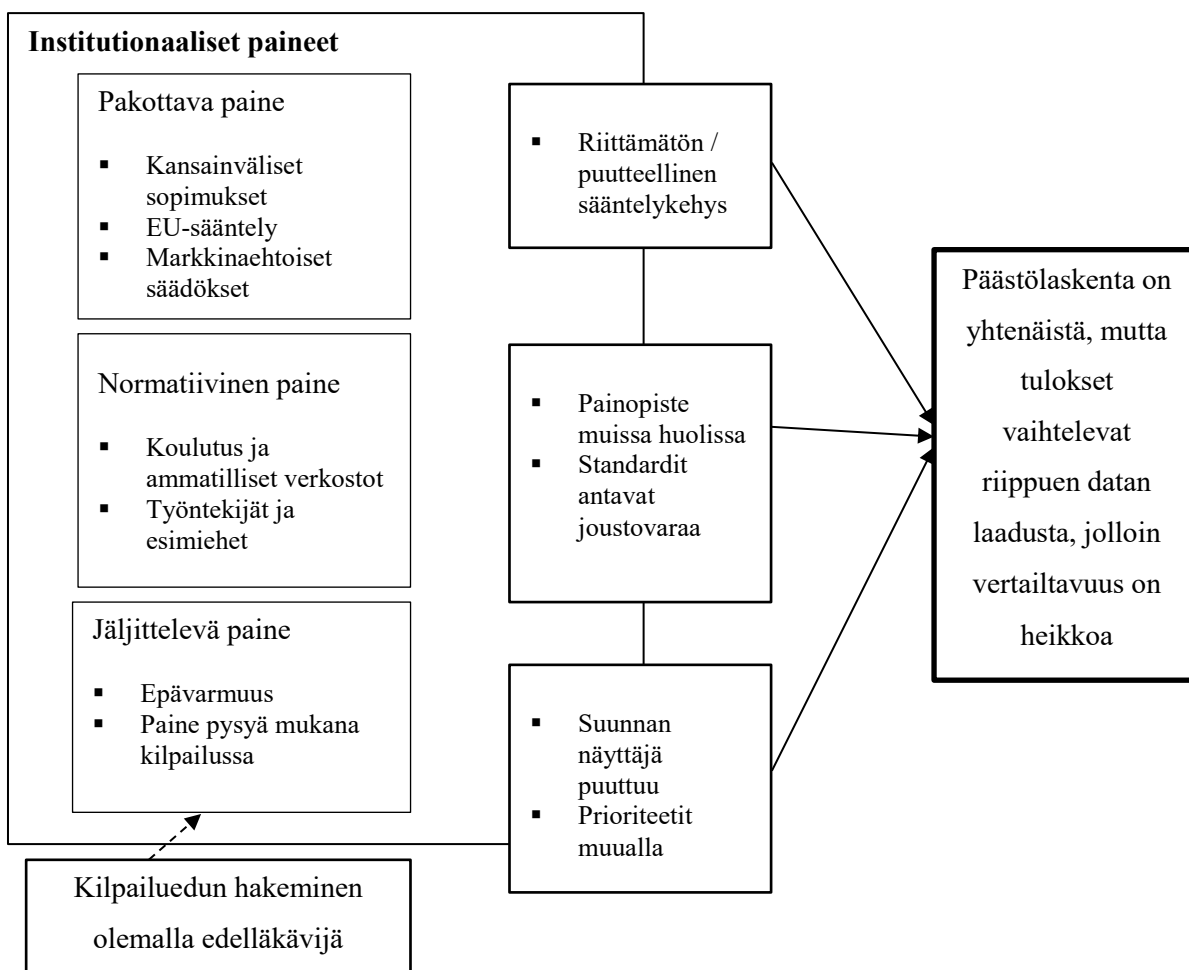 Institutionaaliset paineet
Pakottava paine
▪ Kansainväliset
sopimukset
▪ EU-sääntely
▪ Markkinaehtoiset
säädökset
Normatiivinen paine
▪ Koulutus ja
ammatilliset verkostot
▪ Työntekijät ja
esimiehet
Jäljittelevä paine
▪ Epävarmuus
▪ Paine pysyä mukana
kilpailussa
Kilpailuedun hakeminen
olemalla edelläkävijä
▪ Riittämätön /
puutteellinen
sääntelykehys
▪ Painopiste
muissa huolissa
▪ Standardit
antavat
joustovaraa
▪ Suunnan
näyttäjä
puuttuu
▪ Prioriteetit
muualla
Päästölaskenta on
yhtenäistä, mutta
tulokset
vaihtelevat
riippuen datan
laadusta, jolloin
vertailtavuus on
heikkoa